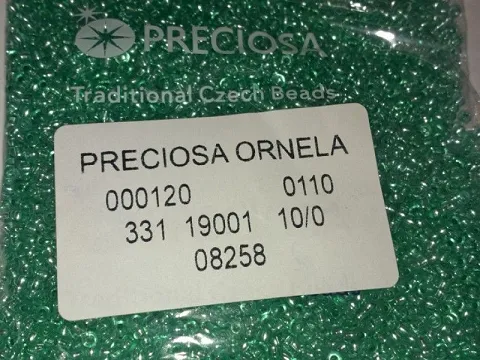 PRECIOSA
Traditional Czech Beads
PRECIOSA ORNELA
000120 0110
331 19001 10/0
08258